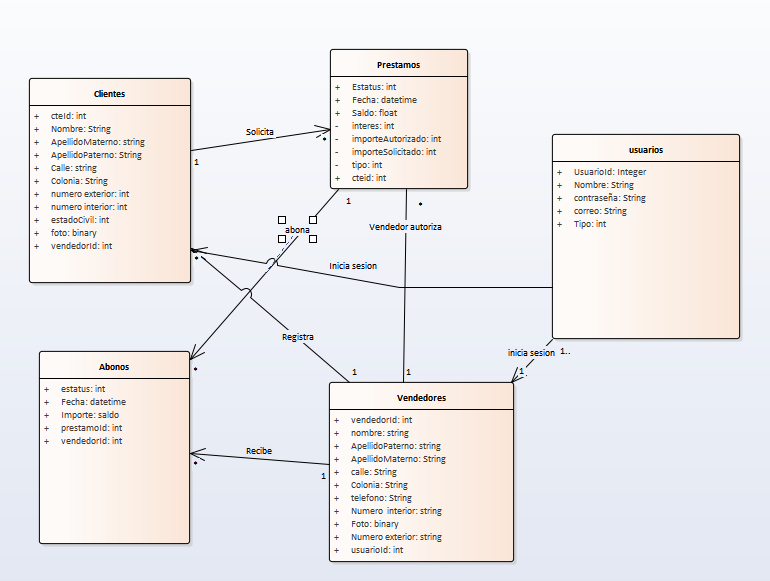 Clientes
+ cteId: int
+ Nombre: String
+ ApellidoMaterno: string
+ ApellidoPaterno: String
+ Calle: string
+ Colonia: String
+ numero exterior: int
+ numero interior: int
+ estadoCivil: int
+ foto: binary
+ vendedorId: int
Solicita
1
*
Prestamos
+ Estatus: int
+ Fecha: datetime
+ Saldo: float
- interes: int
- importeAutorizado: int
- importeSolicitado: int
- tipo: int
+ cteid: int
usuarios
+ UsuarioId: Integer
+ Nombre: String
+ contraseña: String
+ correo: String
+ Tipo: int
1
*
abona
Vendedor autoriza
*
Inicia sesion
Registra
1
1
inicia sesion
1..
1
Abonos
+ estatus: int
+ Fecha: datetime
+ Importe: saldo
+ prestamoId: int
+ vendedorId: int
*
Recibe
*
1
Vendedores
+ vendedorId: int
+ nombre: string
+ ApellidoPaterno: string
+ ApellidoMaterno: String
+ calle: String
+ Colonia: String
+ telefono: String
+ Numero interior: string
+ Foto: binary
+ Numero exterior: string
+ usuarioId: int